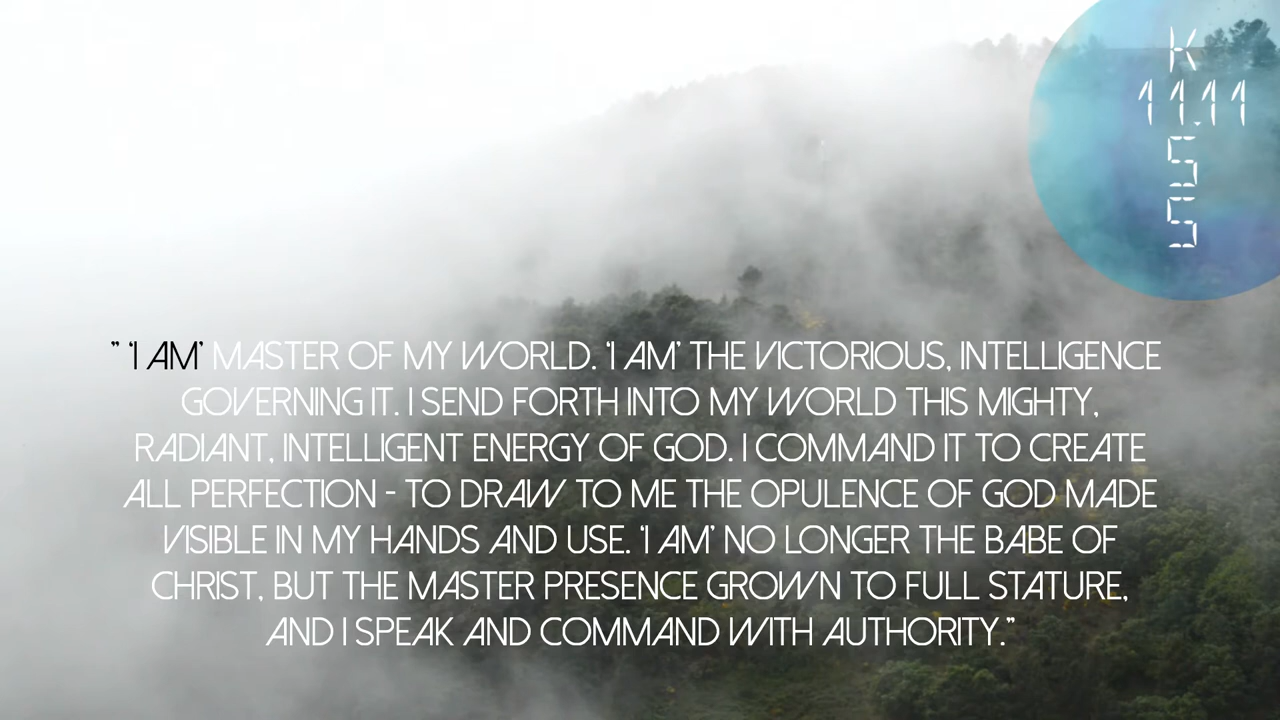 K
11.11
S
S
" 'I AM' MASTER OF MY WORLD. 'I AM' THE VICTORIOUS, INTELLIGENCE
GOVERNING IT. I SEND FORTH INTO MY WORLD THIS MIGHTY,
RADIANT, INTELLIGENT ENERGY OF GOD. I COMMAND IT TO CREATE
ALL PERFECTION - TO DRAW TO ME THE OPULENCE OF GOD MADE
VISIBLE IN MY HANDS AND USE. 'I AM' NO LONGER THE BABE OF
CHRIST, BUT THE MASTER PRESENCE GROWN TO FULL STATURE,
AND I SPEAK AND COMMAND WITH AUTHORITY."